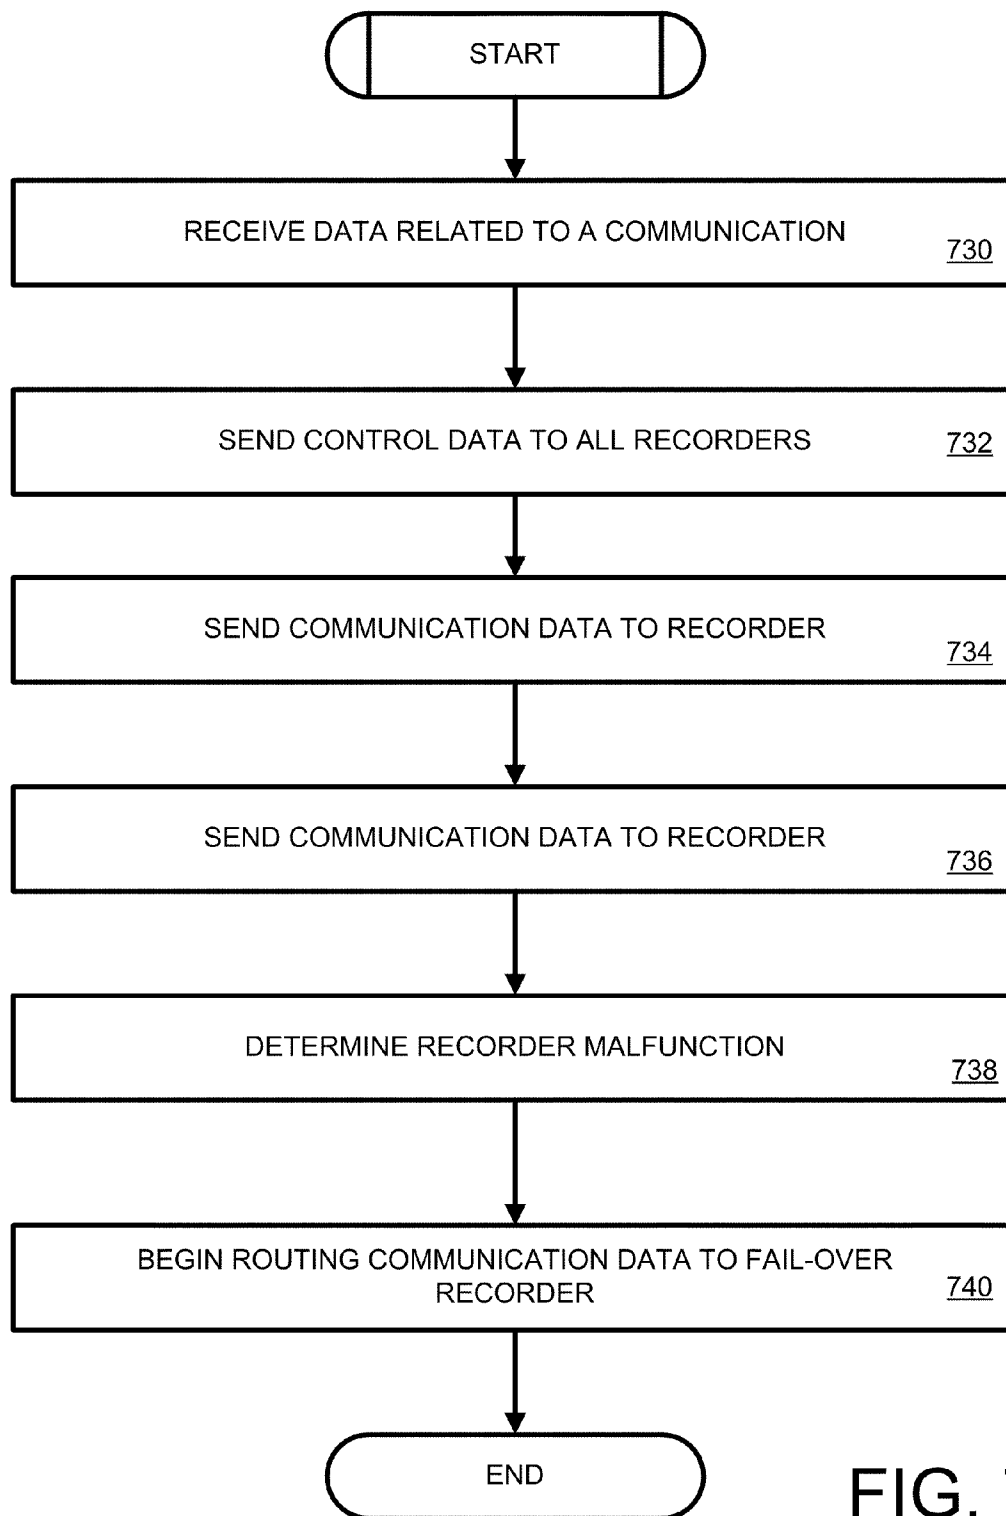 START
RECEIVE DATA RELATED TO A COMMUNICATION
730
SEND CONTROL DATA TO ALL RECORDERS
732
SEND COMMUNICATION DATA TO RECORDER
734
SEND COMMUNICATION DATA TO RECORDER
736
DETERMINE RECORDER MALFUNCTION
738
BEGIN ROUTING COMMUNICATION DATA TO FAIL-OVER
RECORDER
740
END
FIG.